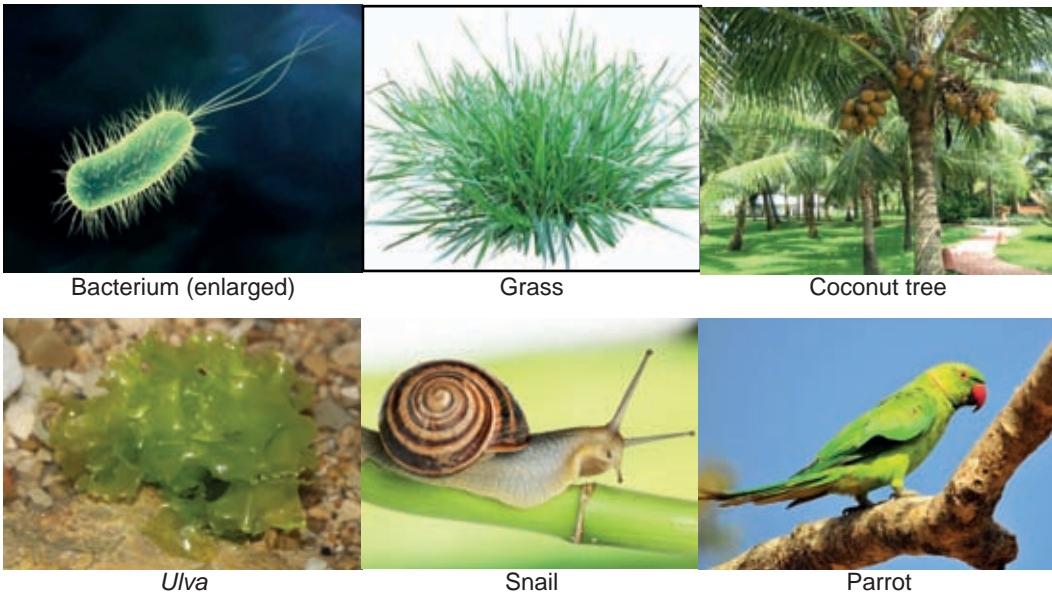 Bacterium (enlarged)
Grass
Coconut tree
Ulva
Snail
Parrot